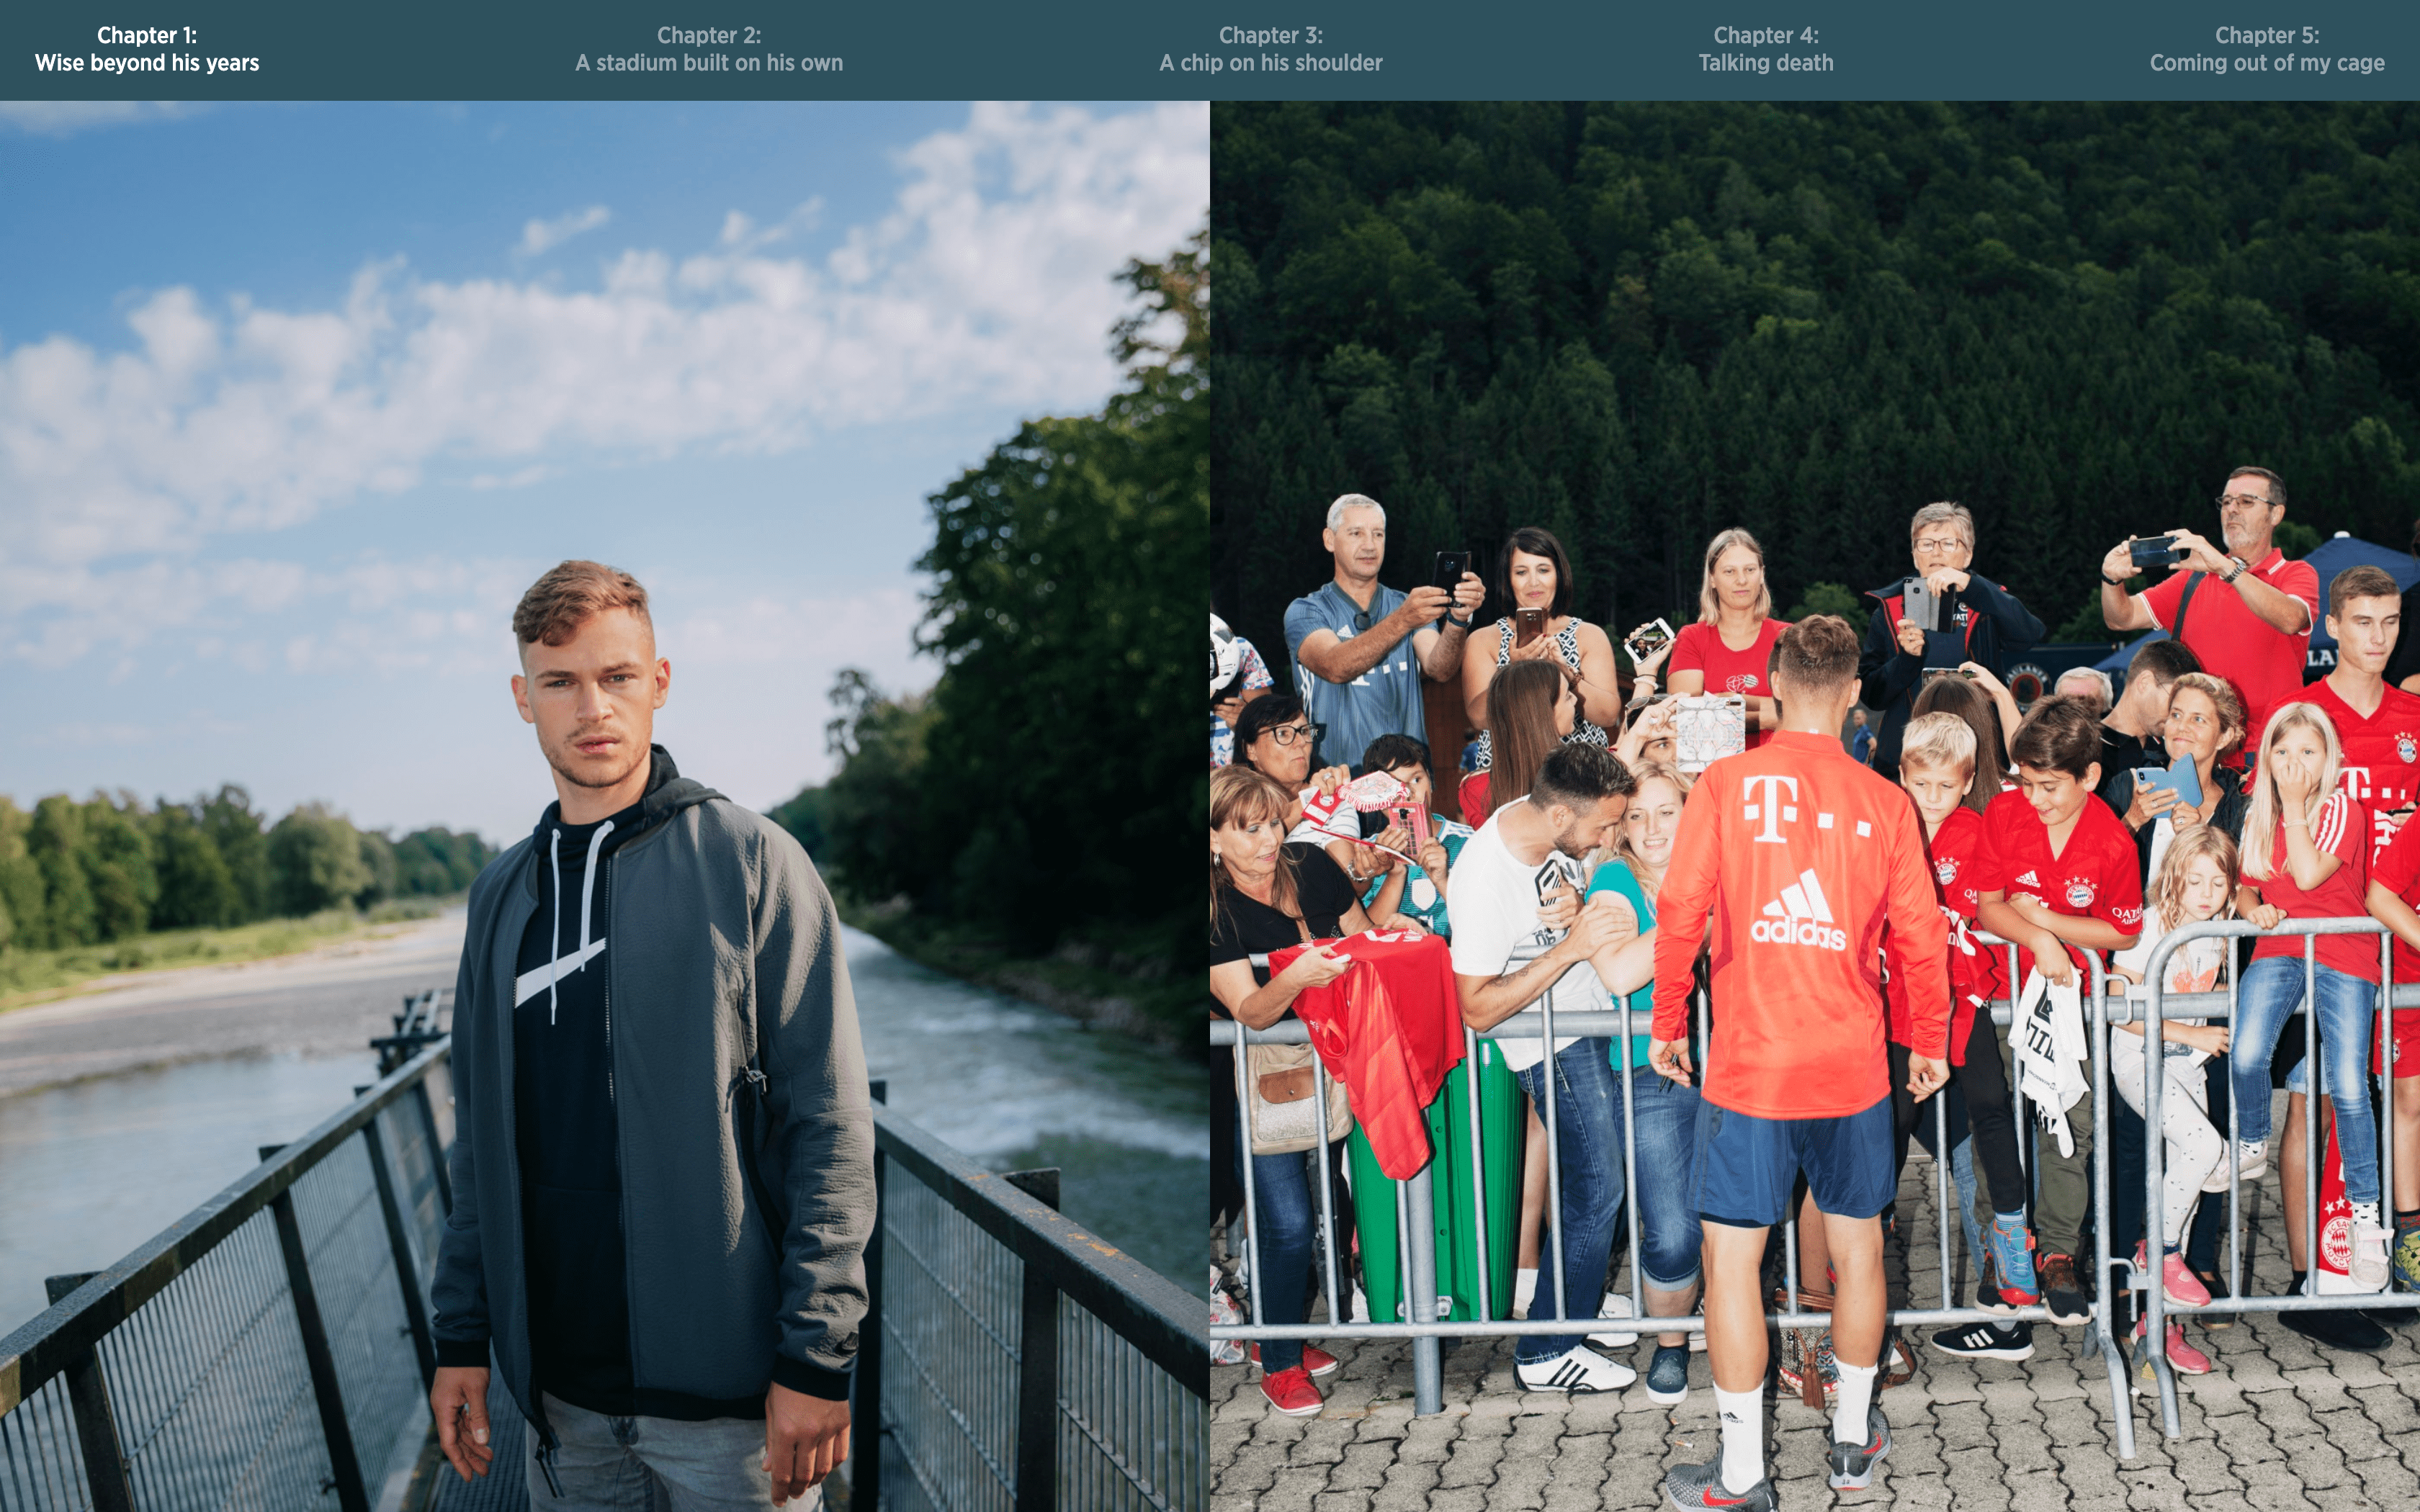 Chapter 1:
Wise beyond his years
Chapter 2:
A stadium built on his own
Chapter 3:
A chip on his shoulder
Chapter 4:
Talking death
Chapter 5:
Coming out of my cage
T
adidas
QATAR
T